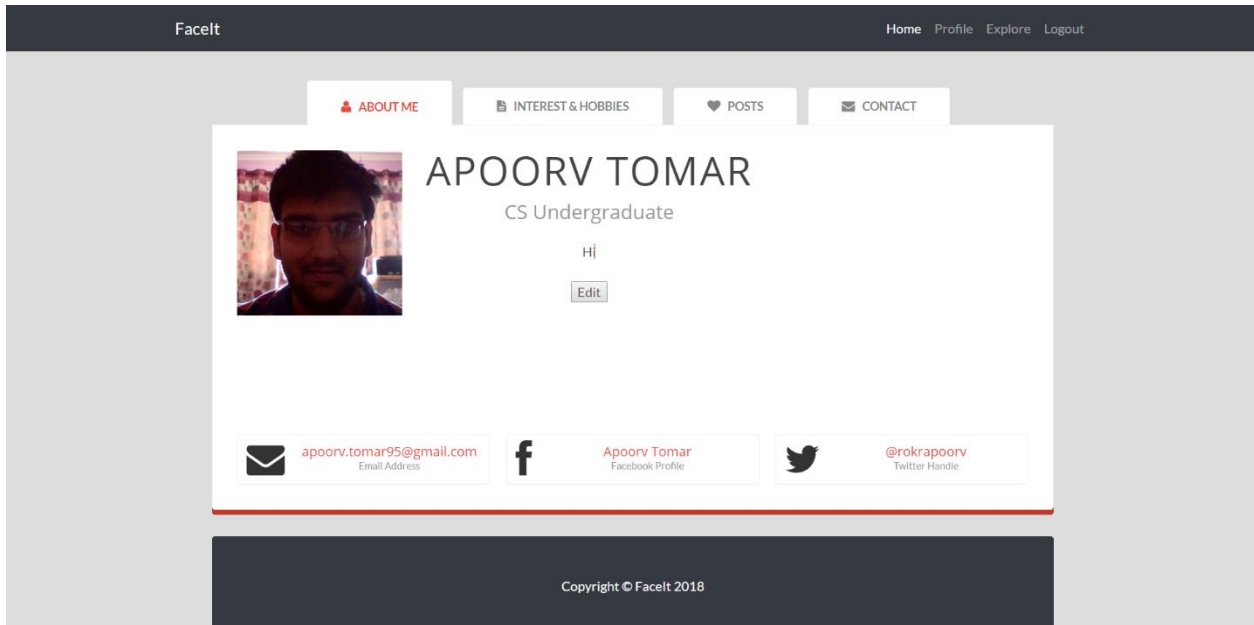 FaceIt
Home Profile Explore Logout
ABOUT ME
INTEREST & HOBBIES
POSTS
CONTACT
APOORV TOMAR
CS Undergraduate
Hi
Edit
apoorv.tomar95@gmail.com
Email Address
Apoorv Tomar
Facebook Profile
@rokrapoorv
Twitter Handle
Copyright © FaceIt 2018